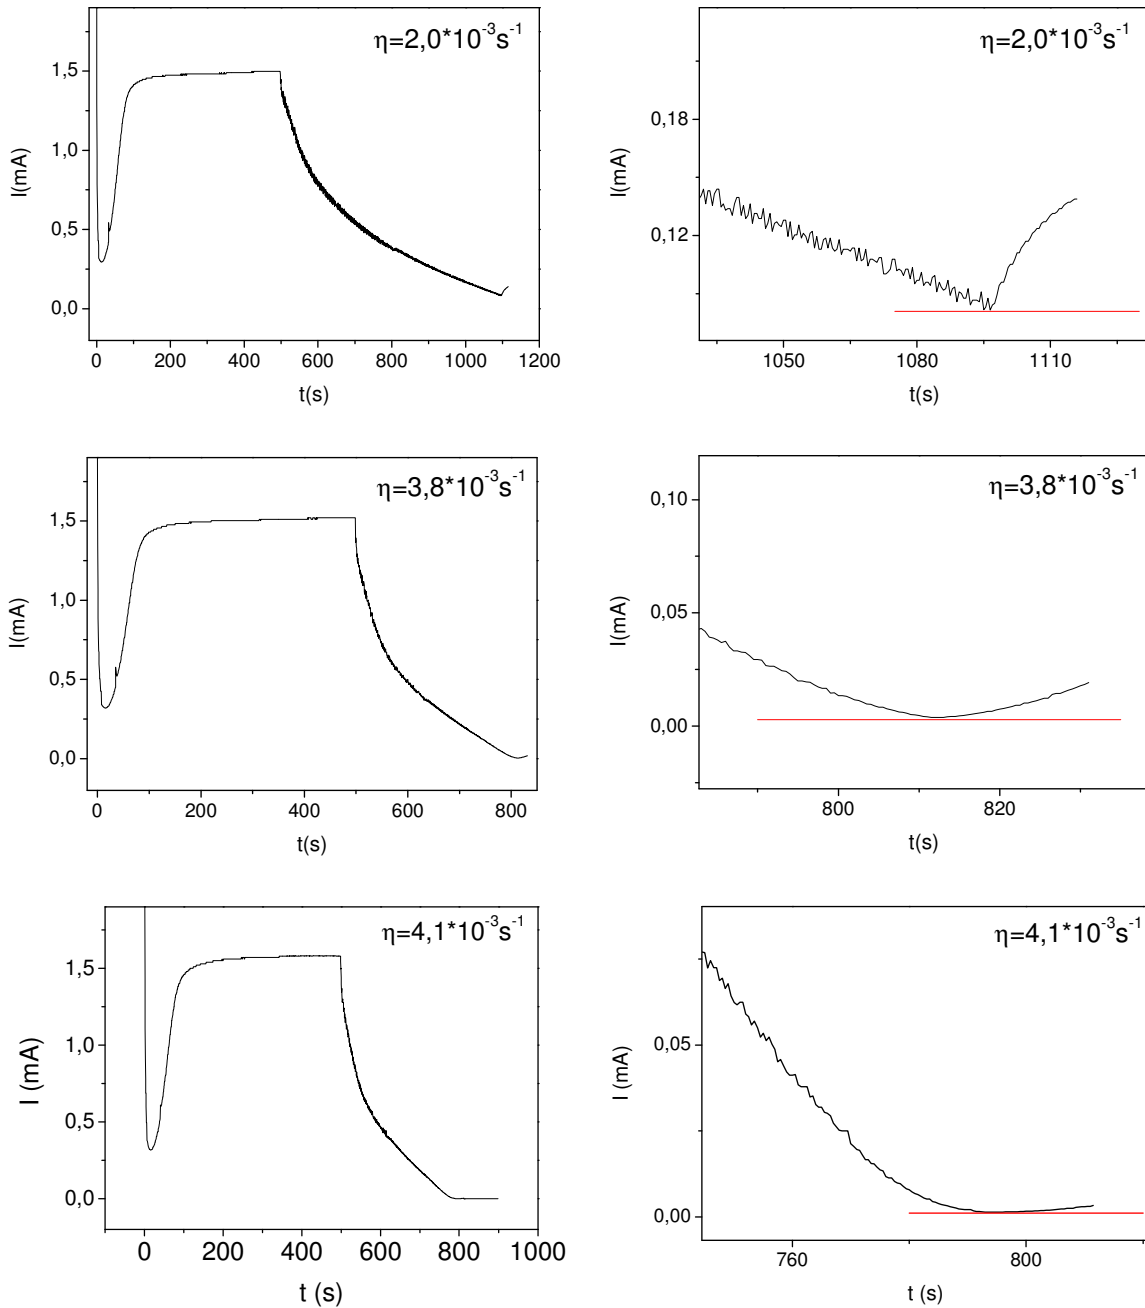 η=2,0*10⁻³s⁻¹
I(mA)
1,5
1,0
0,5
0,0
0 200 400 600 800 1000 1200
t(s)
η=2,0*10⁻³s⁻¹
I(mA)
0,18
0,12
1050 1080 1110
t(s)
η=3,8*10⁻³s⁻¹
I(mA)
1,5
1,0
0,5
0,0
0 200 400 600 800
t(s)
η=3,8*10⁻³s⁻¹
I(mA)
0,10
0,05
0,00
800 820
t(s)
η=4,1*10⁻³s⁻¹
I (mA)
1,5
1,0
0,5
0,0
0 200 400 600 800 1000
t (s)
η=4,1*10⁻³s⁻¹
I (mA)
0,05
0,00
760 800
t (s)